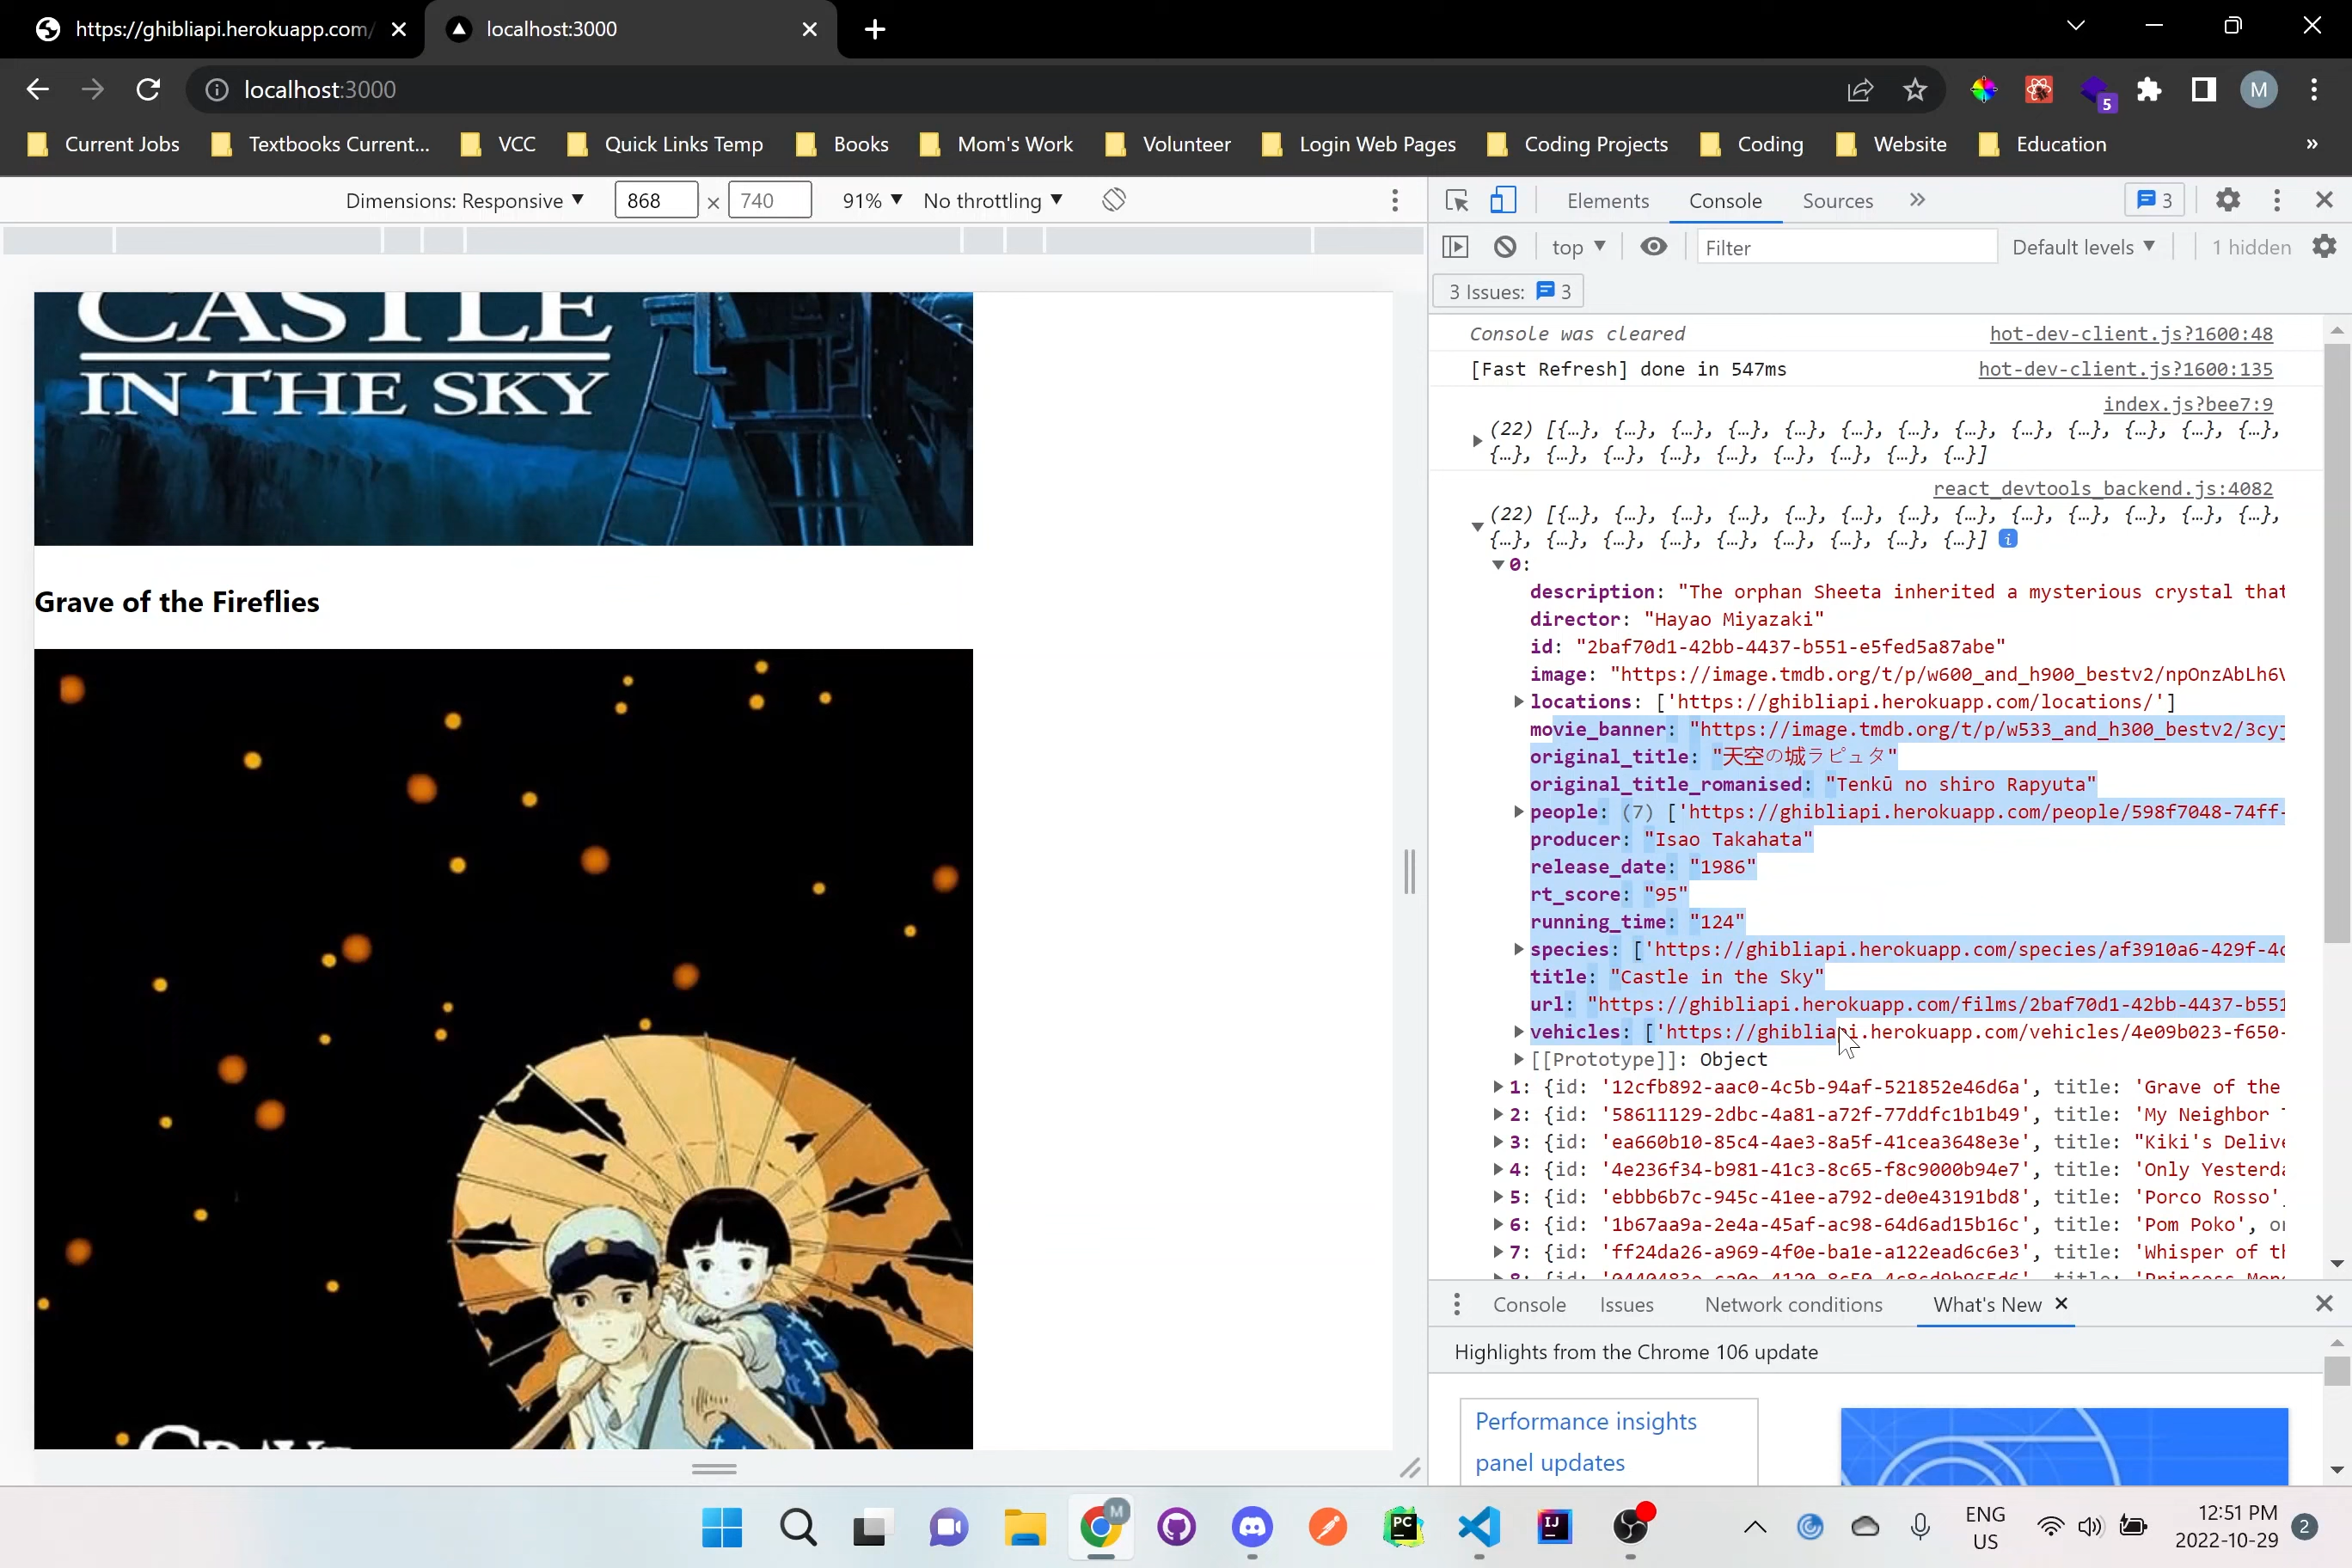 https://ghibliapi.herokuapp.com/
localhost:3000
localhost:3000
5
M
Current Jobs
Textbooks Current...
VCC
Quick Links Temp
Books
Mom's Work
Volunteer
Login Web Pages
Coding Projects
Coding
Website
Education
»
Dimensions: Responsive
868
×
740
91%
No throttling
Elements
Console
Sources
3
top
Filter
Default levels
1 hidden
3 Issues:
3
CASTLE
IN THE SKY
Grave of the Fireflies
GRAVE
Console was cleared
hot-dev-client.js?1600:48
[Fast Refresh] done in 547ms
hot-dev-client.js?1600:135
index.js?bee7:9
(22) [{…}, {…}, {…}, {…}, {…}, {…}, {…}, {…}, {…}, {…}, {…}, {…}, {…},
{…}, {…}, {…}, {…}, {…}, {…}, {…}, {…}, {…}]
react_devtools_backend.js:4082
(22) [{…}, {…}, {…}, {…}, {…}, {…}, {…}, {…}, {…}, {…}, {…}, {…}, {…},
{…}, {…}, {…}, {…}, {…}, {…}, {…}, {…}, {…}]
0:
description: "The orphan Sheeta inherited a mysterious crystal that
director: "Hayao Miyazaki"
id: "2baf70d1-42bb-4437-b551-e5fed5a87abe"
image: "https://image.tmdb.org/t/p/w600_and_h900_bestv2/npOnzAbLh6V
locations: ['https://ghibliapi.herokuapp.com/locations/']
movie_banner: "https://image.tmdb.org/t/p/w533_and_h300_bestv2/3cyj
original_title: "天空の城ラピュタ"
original_title_romanised: "Tenkū no shiro Rapyuta"
people: (7) ['https://ghibliapi.herokuapp.com/people/598f7048-74ff-
producer: "Isao Takahata"
release_date: "1986"
rt_score: "95"
running_time: "124"
species: ['https://ghibliapi.herokuapp.com/species/af3910a6-429f-4c
title: "Castle in the Sky"
url: "https://ghibliapi.herokuapp.com/films/2baf70d1-42bb-4437-b551
vehicles: ['https://ghibliapi.herokuapp.com/vehicles/4e09b023-f650-
[[Prototype]]: Object
1: {id: '12cfb892-aac0-4c5b-94af-521852e46d6a', title: 'Grave of the
2: {id: '58611129-2dbc-4a81-a72f-77ddfc1b1b49', title: 'My Neighbor T
3: {id: 'ea660b10-85c4-4ae3-8a5f-41cea3648e3e', title: "Kiki's Delive
4: {id: '4e236f34-b981-41c3-8c65-f8c9000b94e7', title: 'Only Yesterda
5: {id: 'ebbb6b7c-945c-41ee-a792-de0e43191bd8', title: 'Porco Rosso',
6: {id: '1b67aa9a-2e4a-45af-ac98-64d6ad15b16c', title: 'Pom Poko', or
7: {id: 'ff24da26-a969-4f0e-ba1e-a122ead6c6e3', title: 'Whisper of th
Console
Issues
Network conditions
What's New
Highlights from the Chrome 106 update
Performance insights
panel updates
M
PC
IJ
ENG
US
12:51 PM
2022-10-29
2